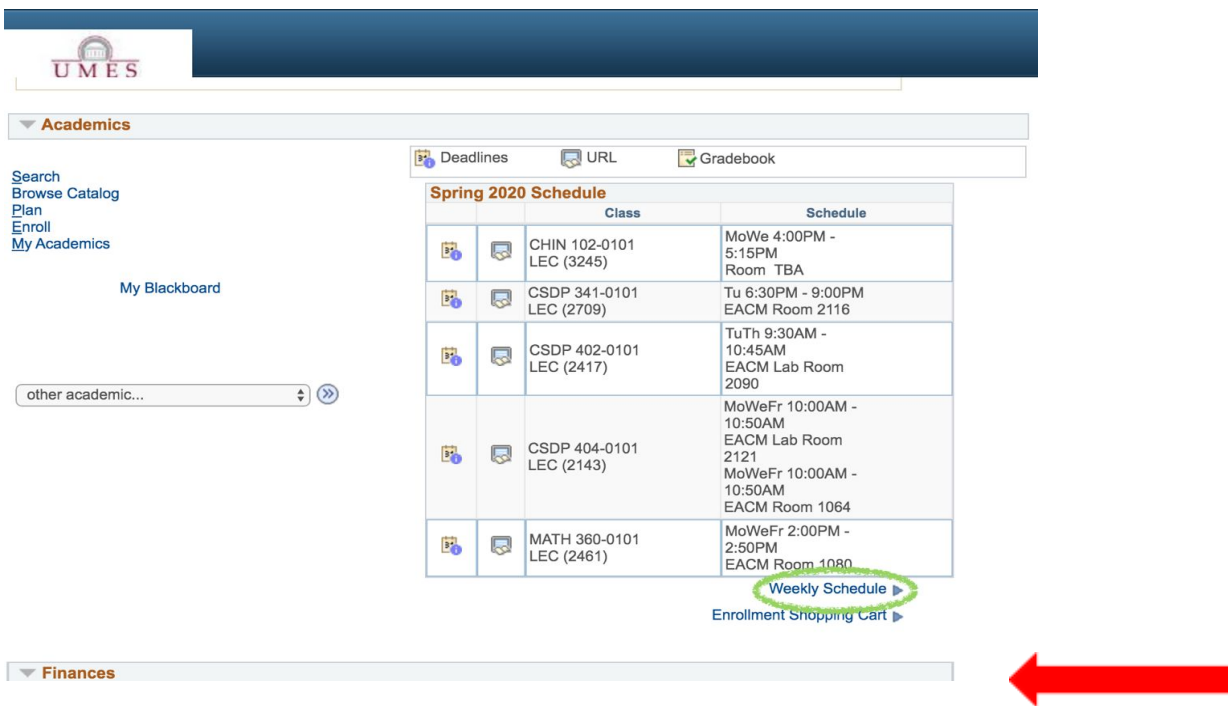 UMES
Academics
Deadlines URL Gradebook
Search
Browse Catalog
Plan
Enroll
My Academics
My Blackboard
other academic...
Spring 2020 Schedule
Class Schedule
CHIN 102-0101
LEC (3245)
MoWe 4:00PM -
5:15PM
Room TBA
CSDP 341-0101
LEC (2709)
Tu 6:30PM - 9:00PM
EACM Room 2116
CSDP 402-0101
LEC (2417)
TuTh 9:30AM -
10:45AM
EACM Lab Room
2090
CSDP 404-0101
LEC (2143)
MoWeFr 10:00AM -
10:50AM
EACM Lab Room
2121
MoWeFr 10:00AM -
10:50AM
EACM Room 1064
MATH 360-0101
LEC (2461)
MoWeFr 2:00PM -
2:50PM
EACM Room 1080
Weekly Schedule
Enrollment Shopping Cart
Finances